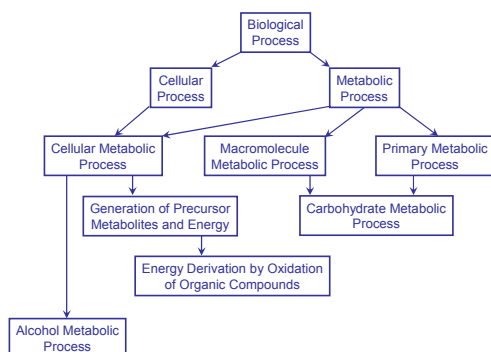 Biological
Process
Cellular
Process
Metabolic
Process
Cellular Metabolic
Process
Macromolecule
Metabolic Process
Primary Metabolic
Process
Generation of Precursor
Metabolites and Energy
Carbohydrate Metabolic
Process
Energy Derivation by Oxidation
of Organic Compounds
Alcohol Metabolic
Process